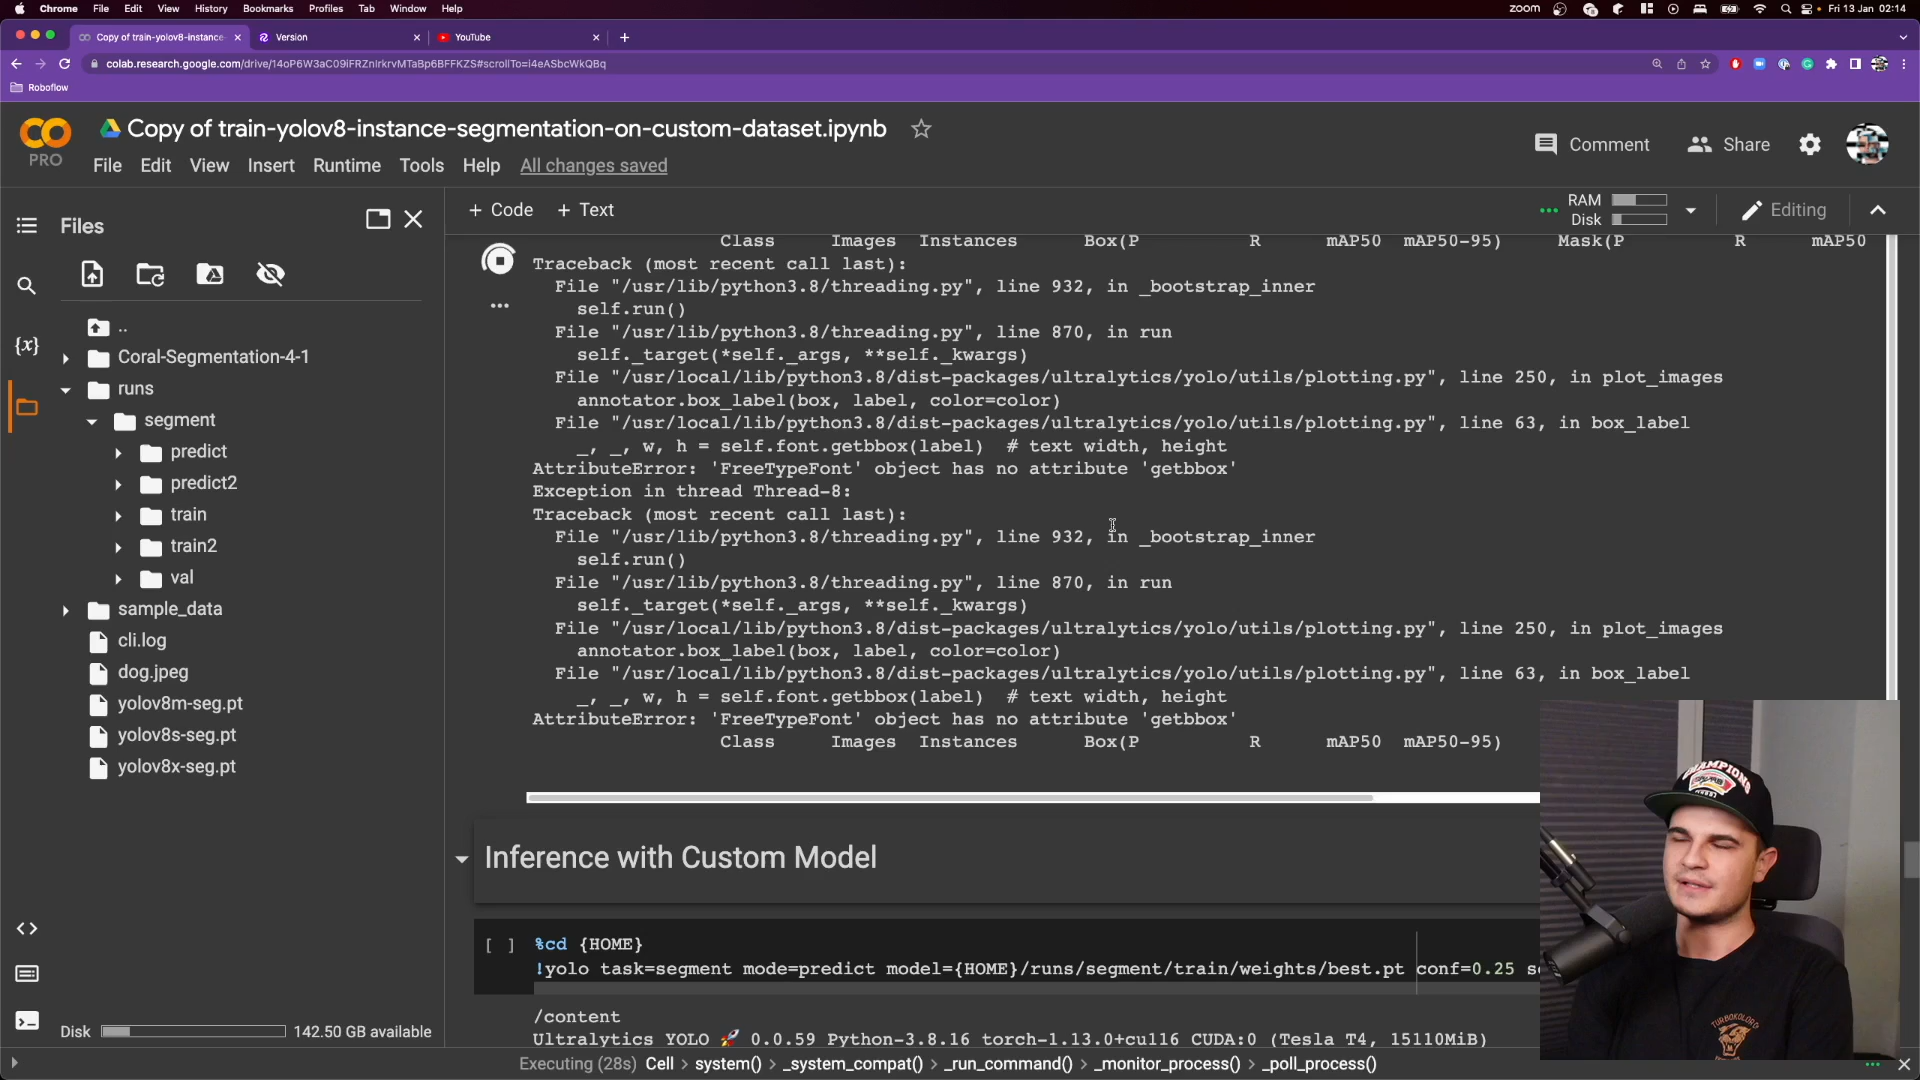 Chrome File Edit View History Bookmarks Profiles Tab Window Help
zoom Fri 13 Jan 02:14
Copy of train-yolov8-instance-
Version
YouTube
colab.research.google.com/drive/14oP6W3aC09iFRZnIrkrvMTaBp6BFFKZS#scrollTo=i4eASbcWkQBq
Roboflow
CO
PRO
Copy of train-yolov8-instance-segmentation-on-custom-dataset.ipynb
File Edit View Insert Runtime Tools Help All changes saved
Comment Share
+ Code + Text
RAM
Disk
Editing
Files
..
Coral-Segmentation-4-1
runs
segment
predict
predict2
train
train2
val
sample_data
cli.log
dog.jpeg
yolov8m-seg.pt
yolov8s-seg.pt
yolov8x-seg.pt
{x}
Disk 142.50 GB available
Class Images Instances Box(P R mAP50 mAP50-95) Mask(P R mAP50
Traceback (most recent call last):
File "/usr/lib/python3.8/threading.py", line 932, in _bootstrap_inner
self.run()
File "/usr/lib/python3.8/threading.py", line 870, in run
self._target(*self._args, **self._kwargs)
File "/usr/local/lib/python3.8/dist-packages/ultralytics/yolo/utils/plotting.py", line 250, in plot_images
annotator.box_label(box, label, color=color)
File "/usr/local/lib/python3.8/dist-packages/ultralytics/yolo/utils/plotting.py", line 63, in box_label
_, _, w, h = self.font.getbbox(label) # text width, height
AttributeError: 'FreeTypeFont' object has no attribute 'getbbox'
Exception in thread Thread-8:
Traceback (most recent call last):
File "/usr/lib/python3.8/threading.py", line 932, in _bootstrap_inner
self.run()
File "/usr/lib/python3.8/threading.py", line 870, in run
self._target(*self._args, **self._kwargs)
File "/usr/local/lib/python3.8/dist-packages/ultralytics/yolo/utils/plotting.py", line 250, in plot_images
annotator.box_label(box, label, color=color)
File "/usr/local/lib/python3.8/dist-packages/ultralytics/yolo/utils/plotting.py", line 63, in box_label
_, _, w, h = self.font.getbbox(label) # text width, height
AttributeError: 'FreeTypeFont' object has no attribute 'getbbox'
Class Images Instances Box(P R mAP50 mAP50-95)
Inference with Custom Model
[ ] %cd {HOME}
!yolo task=segment mode=predict model={HOME}/runs/segment/train/weights/best.pt conf=0.25 s
/content
Ultralytics YOLO 🚀 0.0.59 Python-3.8.16 torch-1.13.0+cu116 CUDA:0 (Tesla T4, 15110MiB)
Executing (28s) Cell > system() > _system_compat() > _run_command() > _monitor_process() > _poll_process()
CHAMPIONS